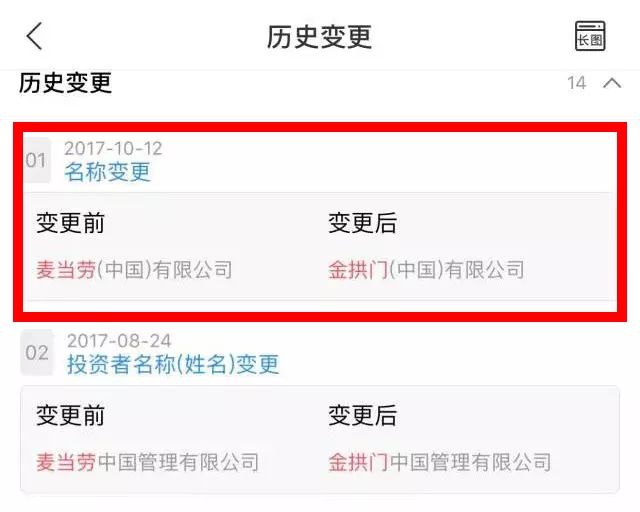 历史变更
长图
历史变更 14
01 2017-10-12
名称变更
变更前 变更后
麦当劳(中国)有限公司 金拱门(中国)有限公司
02 2017-08-24
投资者名称(姓名)变更
变更前 变更后
麦当劳中国管理有限公司 金拱门中国管理有限公司